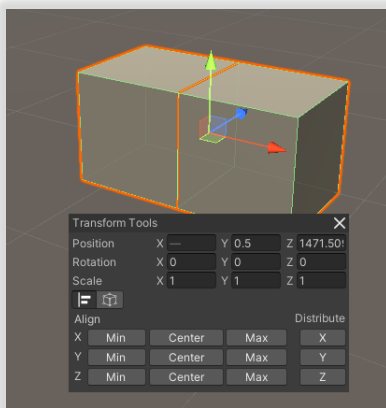 Transform Tools
Position X — Y 0.5 Z 1471.50
Rotation X 0 Y 0 Z 0
Scale X 1 Y 1 Z 1
Align Distribute
X Min Center Max X
Y Min Center Max Y
Z Min Center Max Z